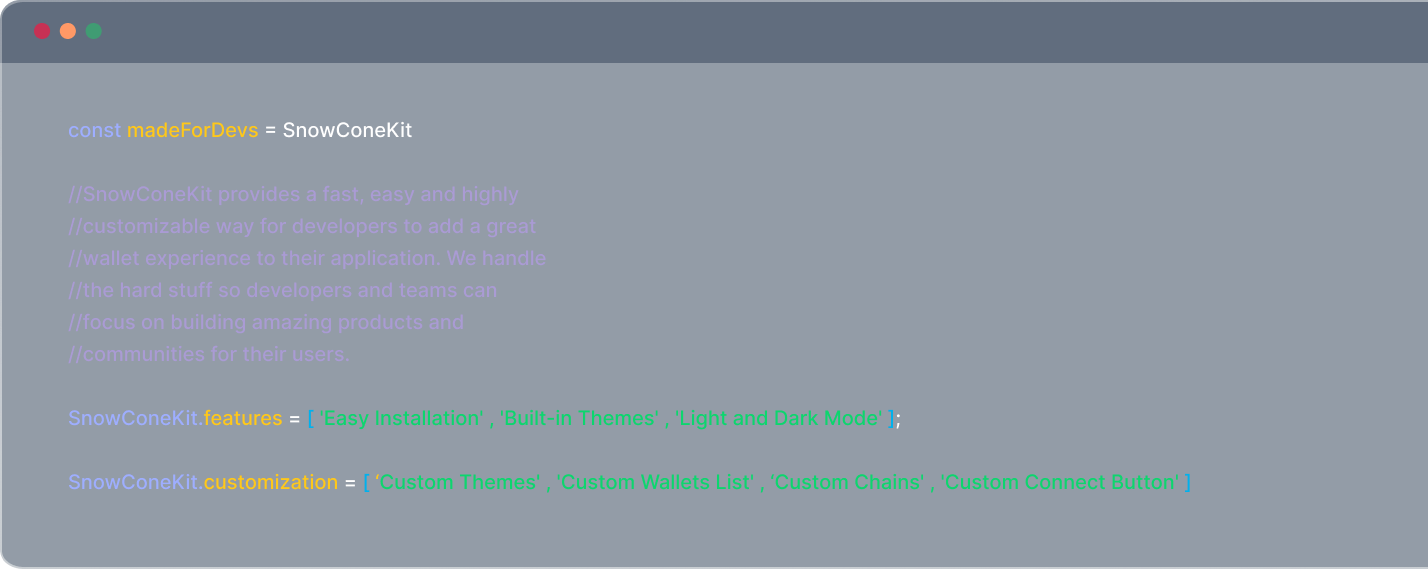 const madeForDevs = SnowConeKit
//SnowConeKit provides a fast, easy and highly
//customizable way for developers to add a great
//wallet experience to their application. We handle
//the hard stuff so developers and teams can
//focus on building amazing products and
//communities for their users.
SnowConeKit.features = [ 'Easy Installation' , 'Built-in Themes' , 'Light and Dark Mode' ];
SnowConeKit.customization = [ ‘Custom Themes' , 'Custom Wallets List' , 'Custom Chains' , 'Custom Connect Button' ]